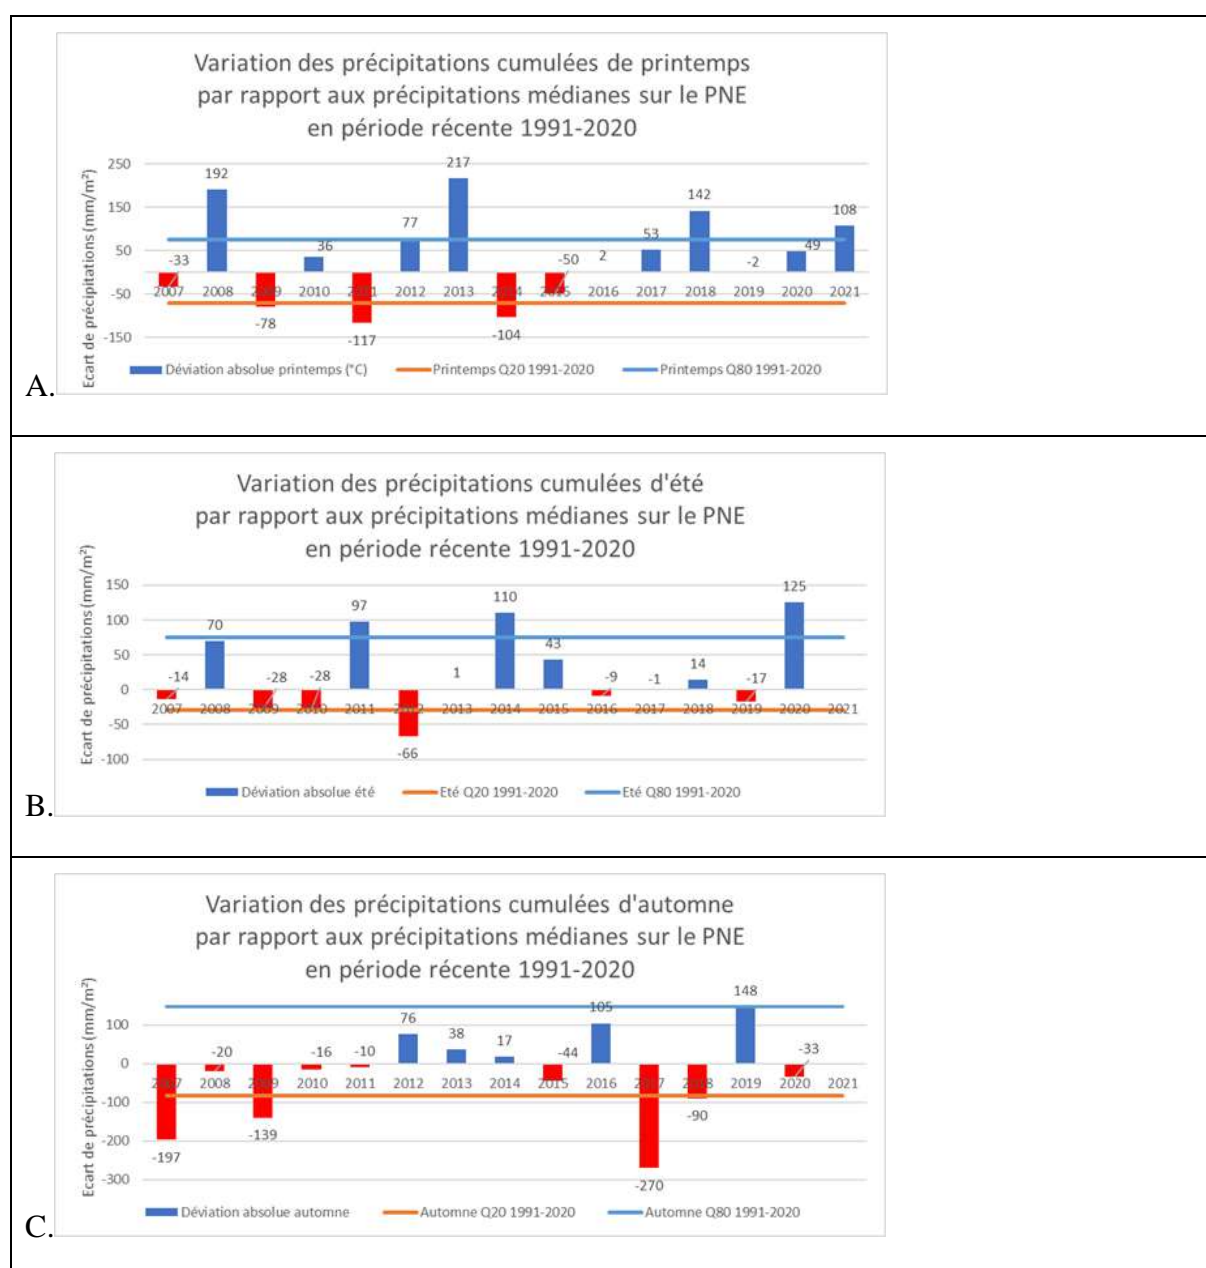 Variation des précipitations cumulées de printemps
par rapport aux précipitations médianes sur le PNE
en période récente 1991-2020
Ecart de précipitations (mm/m²)
250
150
50
-50
-150
-33
192
-78
36
-117
77
217
-104
-50
2
53
142
-2
49
108
2007 2008 2009 2010 2011 2012 2013 2014 2015 2016 2017 2018 2019 2020 2021
Déviation absolue printemps (°C) Printemps Q20 1991-2020 Printemps Q80 1991-2020
A.
Variation des précipitations cumulées d'été
par rapport aux précipitations médianes sur le PNE
en période récente 1991-2020
Ecart de précipitations (mm/m²)
150
100
50
0
-50
-100
-14
70
-28
-28
97
-66
1
110
43
-9
-1
14
-17
125
2007 2008 2009 2010 2011 2012 2013 2014 2015 2016 2017 2018 2019 2020 2021
Déviation absolue été Eté Q20 1991-2020 Eté Q80 1991-2020
B.
Variation des précipitations cumulées d'automne
par rapport aux précipitations médianes sur le PNE
en période récente 1991-2020
Ecart de précipitations (mm/m²)
100
0
-100
-200
-300
-197
-20
-139
-16
-10
76
38
17
-44
105
-270
-90
148
-33
2007 2008 2009 2010 2011 2012 2013 2014 2015 2016 2017 2018 2019 2020 2021
Déviation absolue automne Automne Q20 1991-2020 Automne Q80 1991-2020
C.